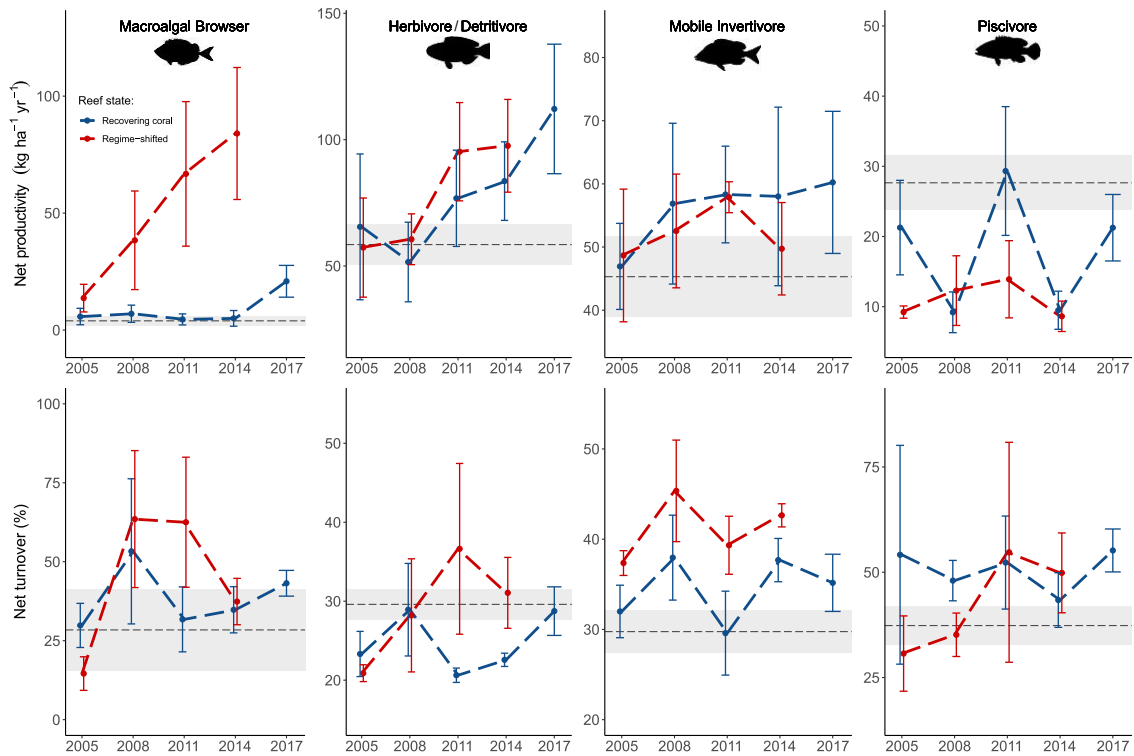 Macroalgal Browser
Herbivore / Detritivore
Mobile Invertivore
Piscivore
Net productivity (kg ha⁻¹ yr⁻¹)
Reef state:
Recovering coral
Regime−shifted
100
50
0
2005 2008 2011 2014 2017
150
100
50
2005 2008 2011 2014 2017
80
70
60
50
40
2005 2008 2011 2014 2017
50
40
30
20
10
2005 2008 2011 2014 2017
Net turnover (%)
100
75
50
25
0
2005 2008 2011 2014 2017
50
40
30
20
2005 2008 2011 2014 2017
50
40
30
20
2005 2008 2011 2014 2017
75
50
25
2005 2008 2011 2014 2017